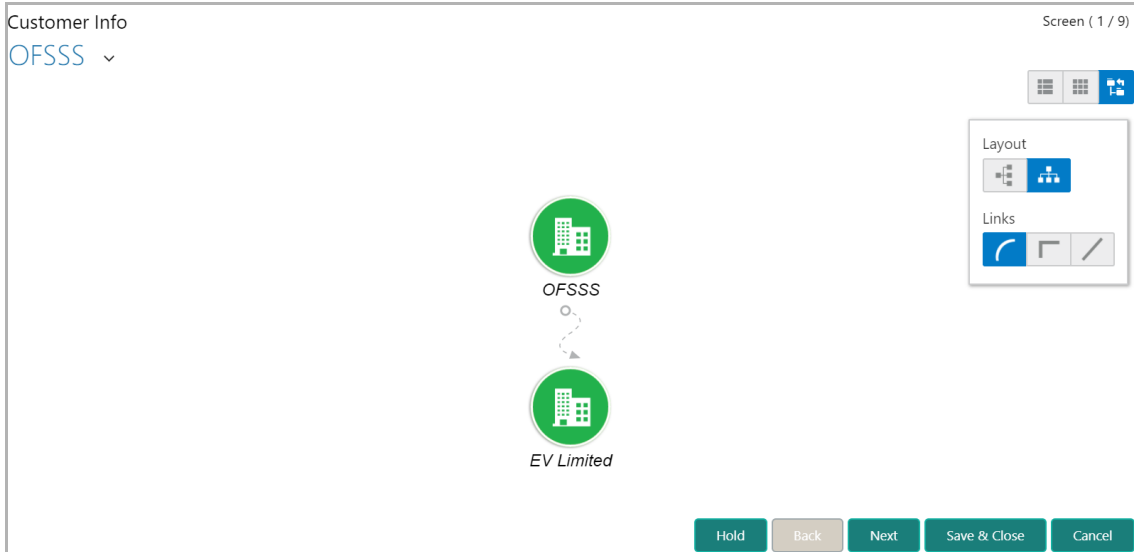 Customer Info
Screen ( 1 / 9)
OFSSS
Layout
Links
OFSSS
EV Limited
Hold Back Next Save & Close Cancel